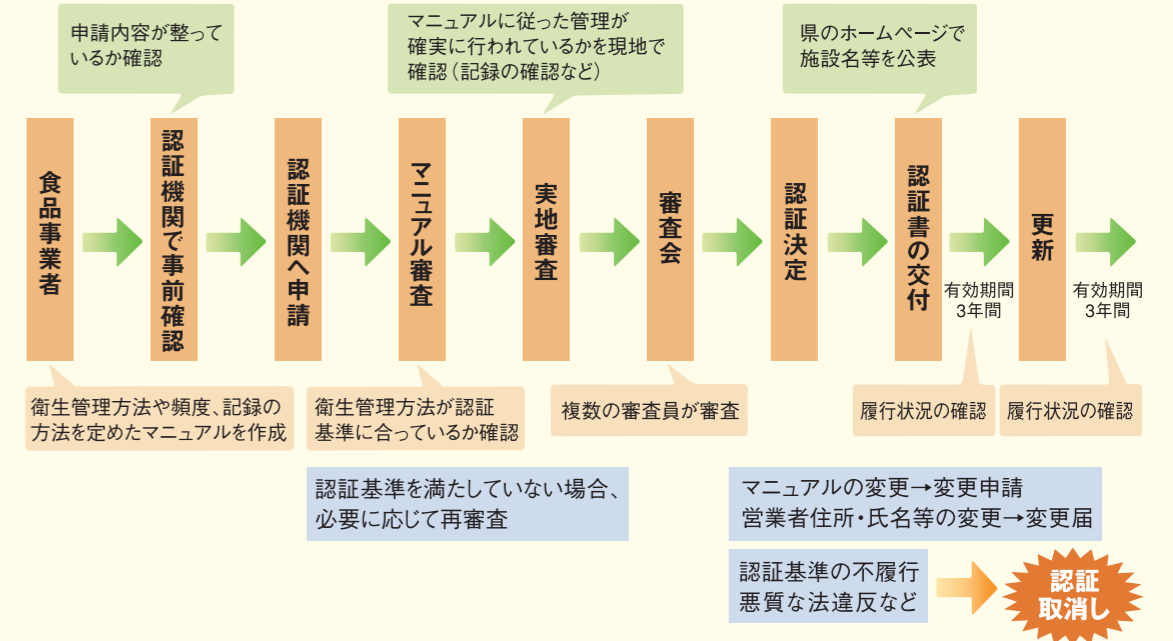 申請内容が整って
いるか確認
マニュアルに従った管理が
確実に行われているかを現地で
確認（記録の確認など）
県のホームページで
施設名等を公表
食品事業者
認証機関で事前確認
認証機関へ申請
マニュアル審査
実地審査
審査会
認証決定
認証書の交付
有効期間
3年間
更新
有効期間
3年間
衛生管理方法や頻度、記録の
方法を定めたマニュアルを作成
衛生管理方法が認証
基準に合っているか確認
複数の審査員が審査
履行状況の確認
履行状況の確認
認証基準を満たしていない場合、
必要に応じて再審査
マニュアルの変更→変更申請
営業者住所・氏名等の変更→変更届
認証基準の不履行
悪質な法違反など
認証
取消し